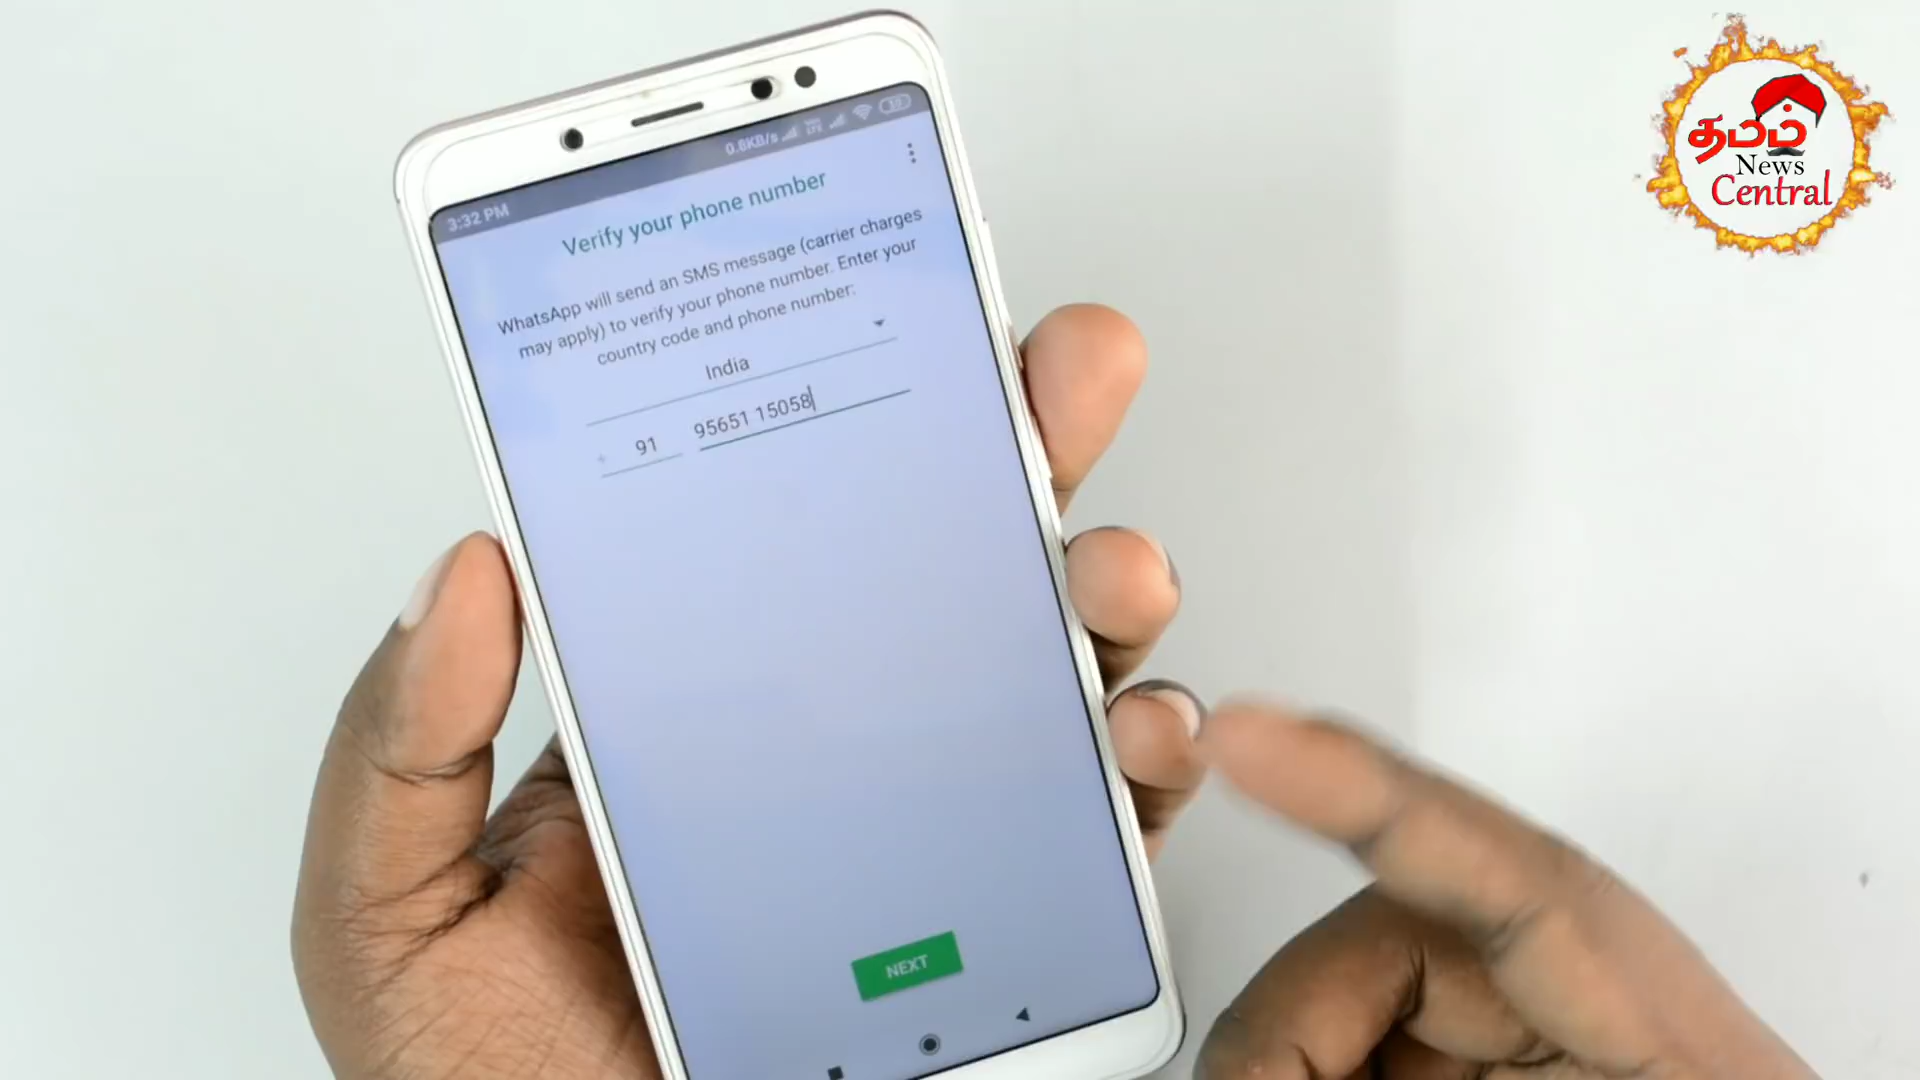 தமிழ்
News
Central
0.6KB/s
3:32 PM
Verify your phone number
WhatsApp will send an SMS message (carrier charges
may apply) to verify your phone number. Enter your
country code and phone number:
India
+ 91 95651 15058
NEXT